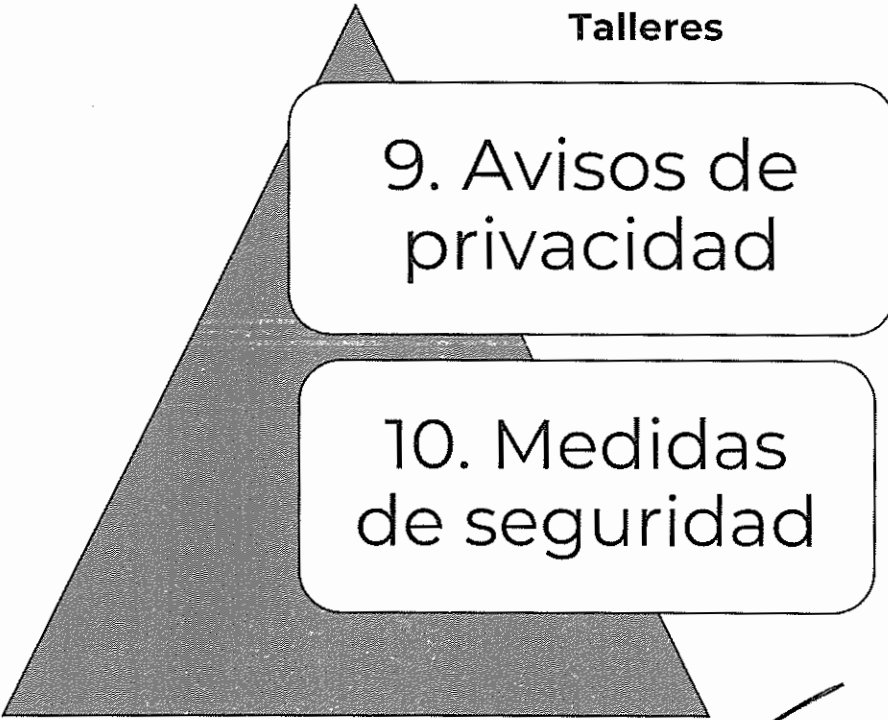 Talleres
9. Avisos de
privacidad
10. Medidas
de seguridad